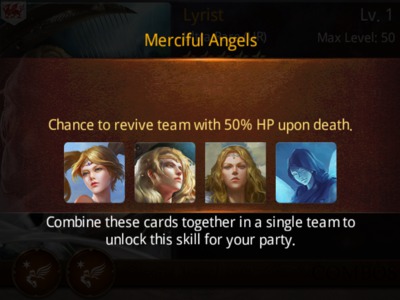 Lyrist
Lv. 1
Merciful Angels
Max Level: 50
Chance to revive team with 50% HP upon death.
Combine these cards together in a single team to
unlock this skill for your party.